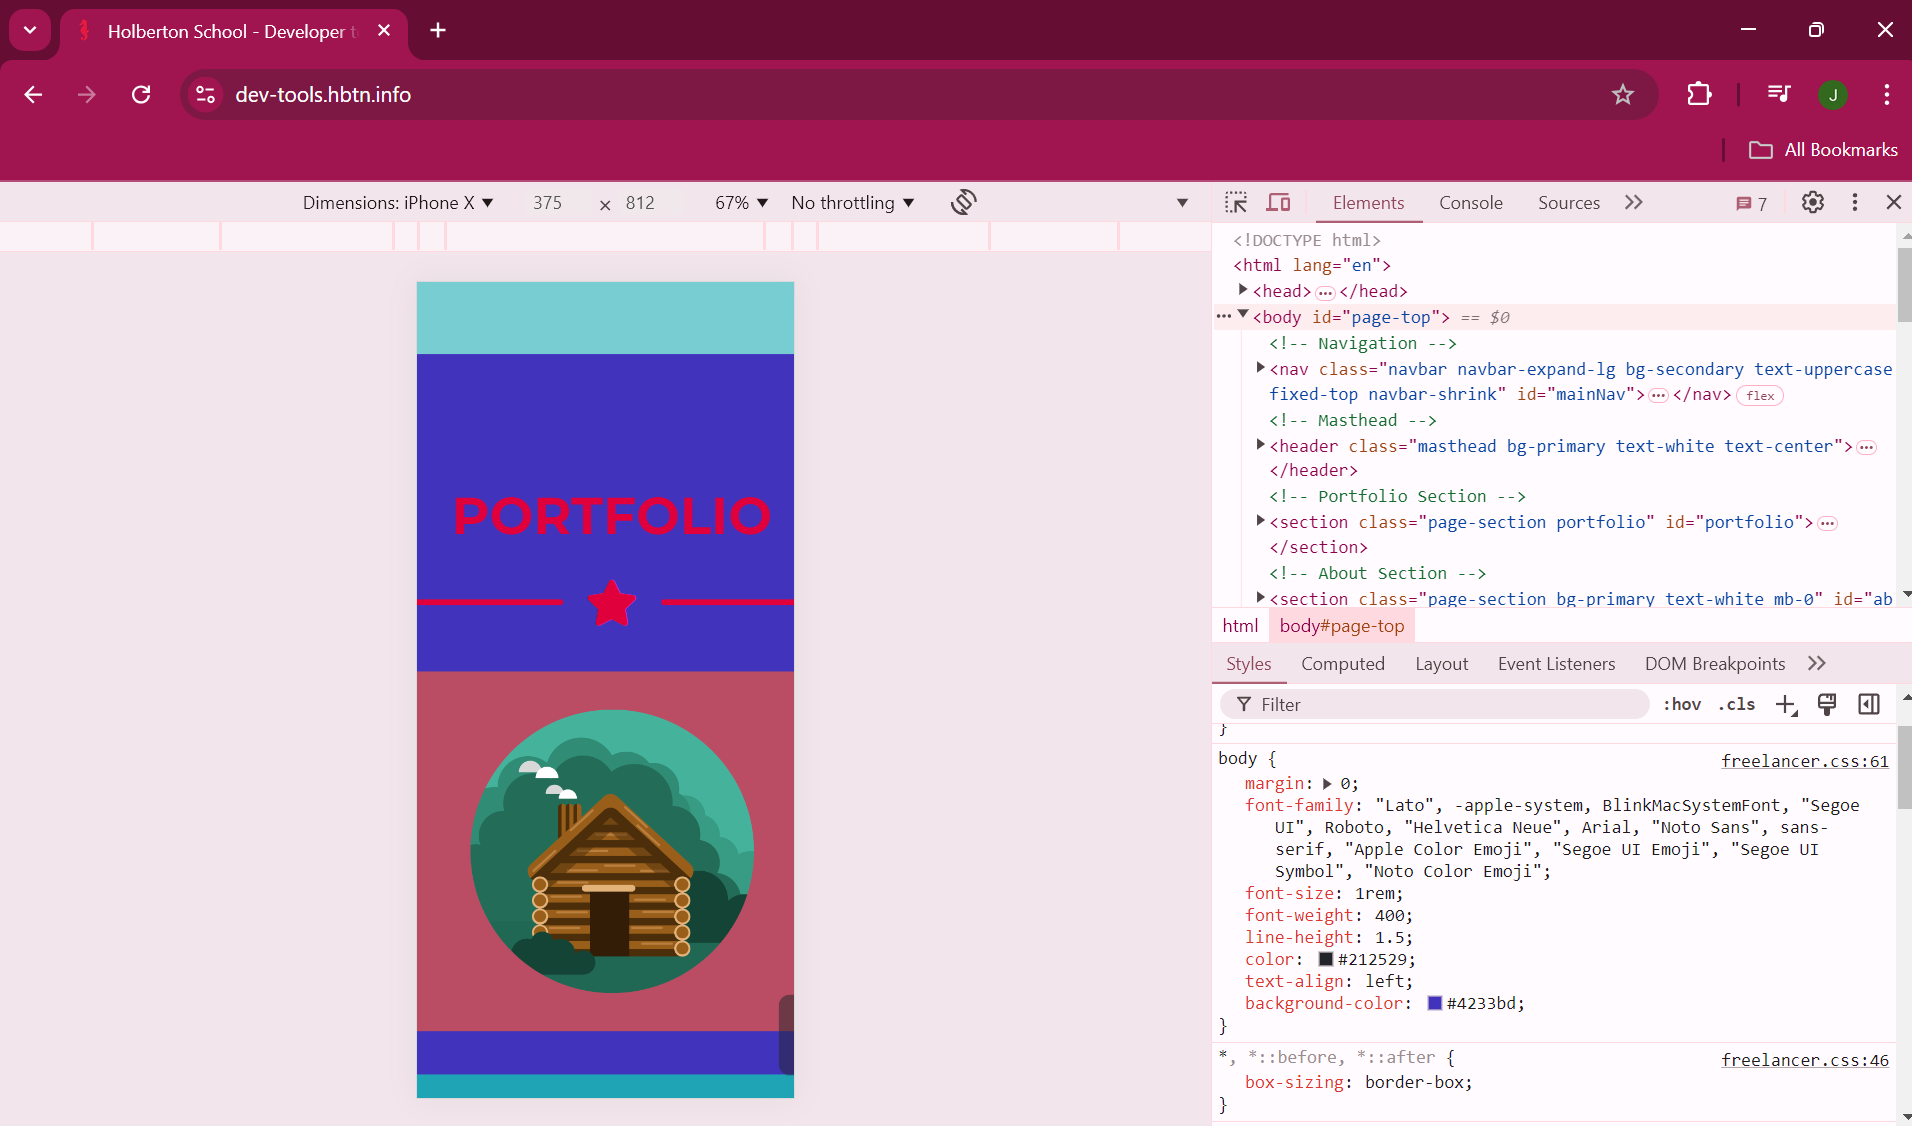 Holberton School - Developer t
dev-tools.hbtn.info
J
All Bookmarks
Dimensions: iPhone X 375 × 812 67% No throttling
Elements Console Sources 7
<!DOCTYPE html>
<html lang="en">
<head> </head>
<body id="page-top"> == $0
<!-- Navigation -->
<nav class="navbar navbar-expand-lg bg-secondary text-uppercase
fixed-top navbar-shrink" id="mainNav"> </nav> flex
<!-- Masthead -->
<header class="masthead bg-primary text-white text-center">
</header>
<!-- Portfolio Section -->
<section class="page-section portfolio" id="portfolio">
</section>
<!-- About Section -->
<section class="page-section bg-primary text-white mb-0" id="ab
html body#page-top
Styles Computed Layout Event Listeners DOM Breakpoints
Filter :hov .cls
}
body { freelancer.css:61
margin: 0;
font-family: "Lato", -apple-system, BlinkMacSystemFont, "Segoe
UI", Roboto, "Helvetica Neue", Arial, "Noto Sans", sans-
serif, "Apple Color Emoji", "Segoe UI Emoji", "Segoe UI
Symbol", "Noto Color Emoji";
font-size: 1rem;
font-weight: 400;
line-height: 1.5;
color: #212529;
text-align: left;
background-color: #4233bd;
}
*, *::before, *::after { freelancer.css:46
box-sizing: border-box;
}
PORTFOLIO